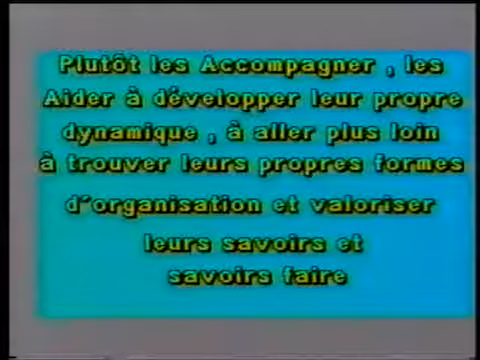 Plutôt les Accompagner , les
Aider à développer leur propre
dynamique , à aller plus loin
à trouver leurs propres formes
d'organisation et valoriser
leurs savoirs et
savoirs faire